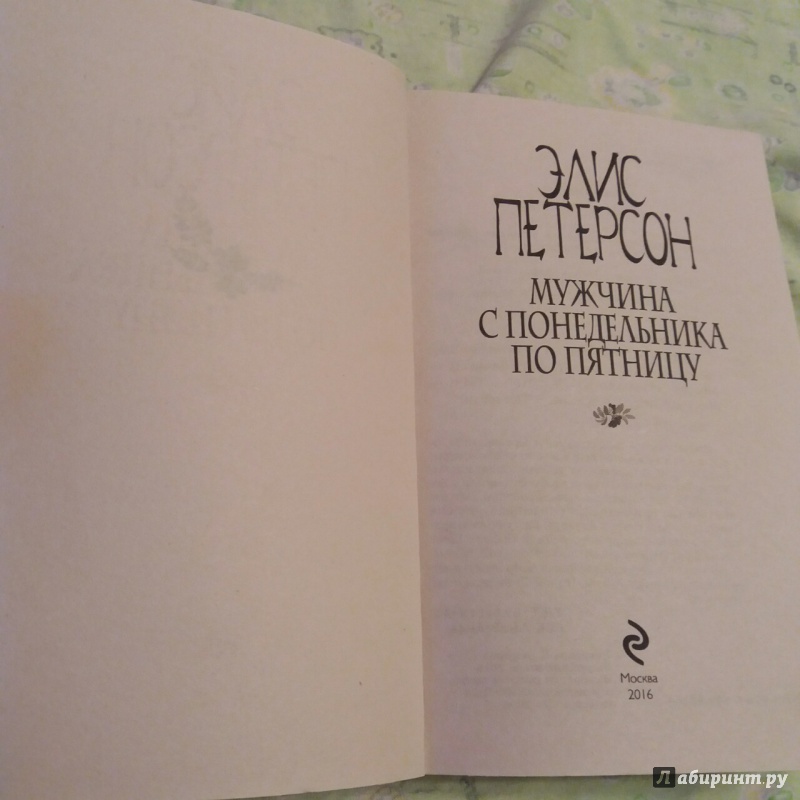 ЭЛИС
ПЕТЕРСОН
МУЖЧИНА
С ПОНЕДЕЛЬНИКА
ПО ПЯТНИЦУ
Москва
2016
Лабиринт.ру